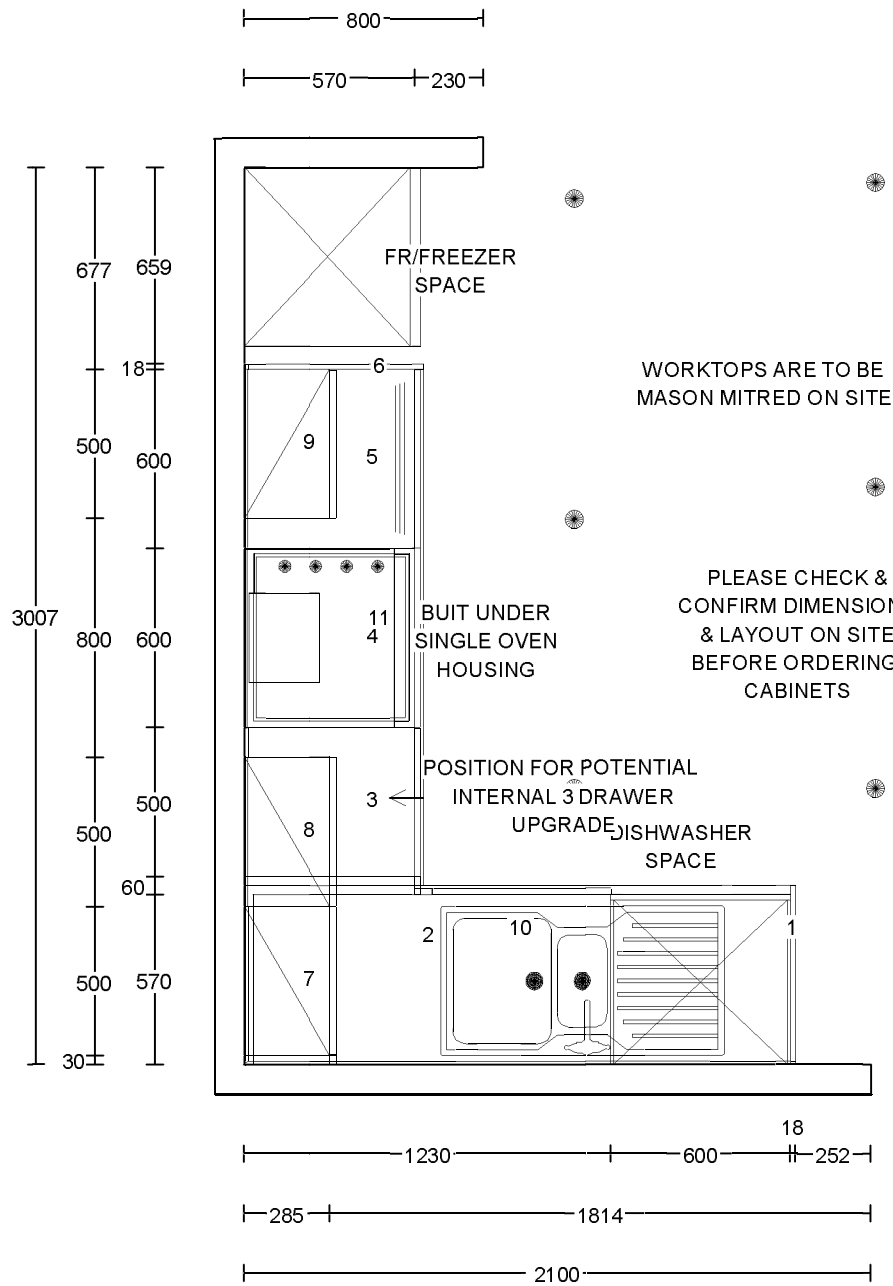 800
570 230
677 659
FR/FREEZER
SPACE
18
6
WORKTOPS ARE TO BE
MASON MITRED ON SITE
500 600
9
5
3007
800 600
11
4
BUIT UNDER
SINGLE OVEN
HOUSING
PLEASE CHECK &
CONFIRM DIMENSION
& LAYOUT ON SITE
BEFORE ORDERING
CABINETS
500 500
8
3
POSITION FOR POTENTIAL
INTERNAL 3 DRAWER
UPGRADE
DISHWASHER
SPACE
60
2
10
1
500 570
7
30
18
1230 600 252
285 1814
2100